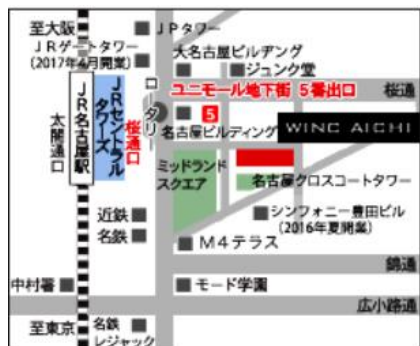 至大阪
JPタワー
JRゲートタワー
(2017年4月開業)
大名古屋ビルヂング
ジュンク堂
ユニモール地下街 5番出口
桜通
ロータリー
5
JRセントラルタワーズ
JR名古屋駅
太閤通口
桜通口
名古屋ビルディング
WINC AICHI
ミッドランド
スクエア
名古屋クロスコートタワー
近鉄
名鉄
シンフォニー豊田ビル
(2016年夏開業)
M4テラス
錦通
中村署
モード学園
広小路通
至東京
名鉄
レジャック